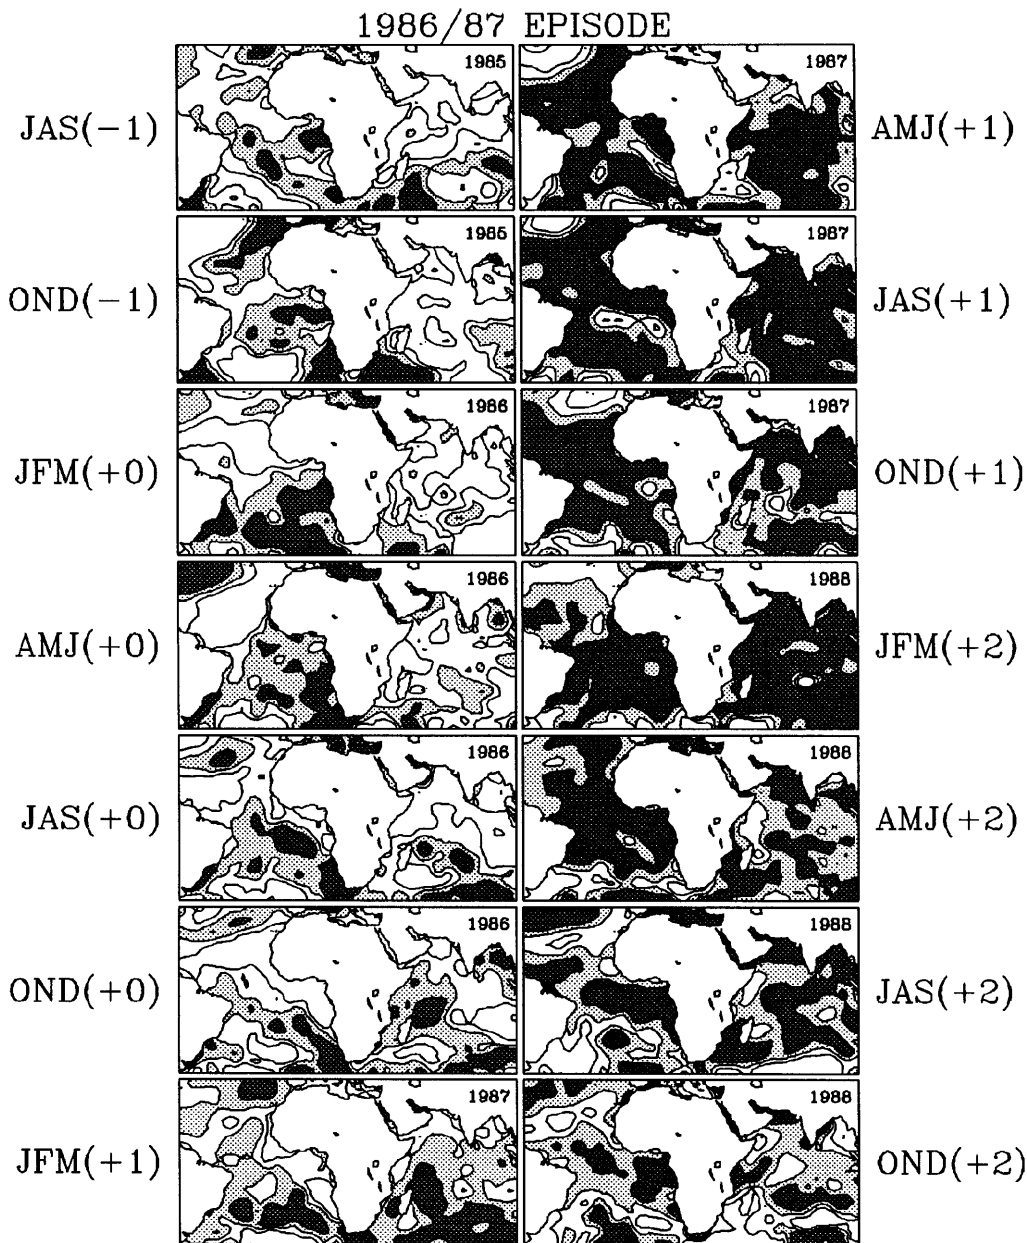 1986/87 EPISODE
JAS(−1)
1985
1987
AMJ(+1)
OND(−1)
1985
1987
JAS(+1)
JFM(+0)
1986
1987
OND(+1)
AMJ(+0)
1986
1988
JFM(+2)
JAS(+0)
1986
1988
AMJ(+2)
OND(+0)
1986
1988
JAS(+2)
JFM(+1)
1987
1988
OND(+2)